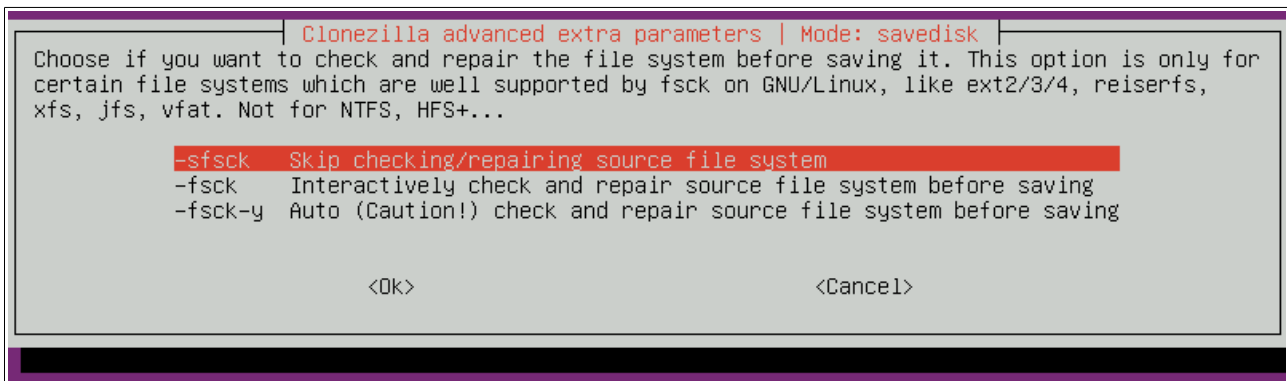 Clonezilla advanced extra parameters | Mode: savedisk
Choose if you want to check and repair the file system before saving it. This option is only for
certain file systems which are well supported by fsck on GNU/Linux, like ext2/3/4, reiserfs,
xfs, jfs, vfat. Not for NTFS, HFS+...
-sfsck Skip checking/repairing source file system
-fsck Interactively check and repair source file system before saving
-fsck-y Auto (Caution!) check and repair source file system before saving
<Ok> <Cancel>